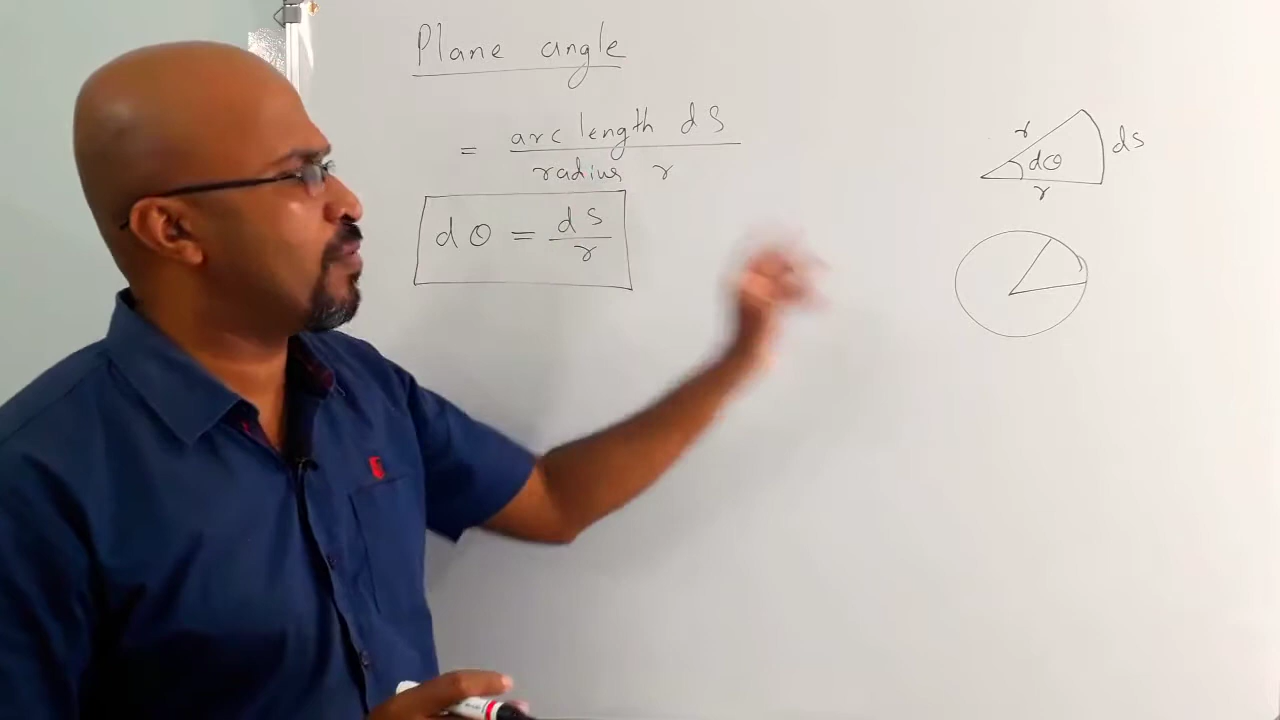 Plane angle
= arc length dS / radius r
dθ = dS / r
r
dθ
dS
r